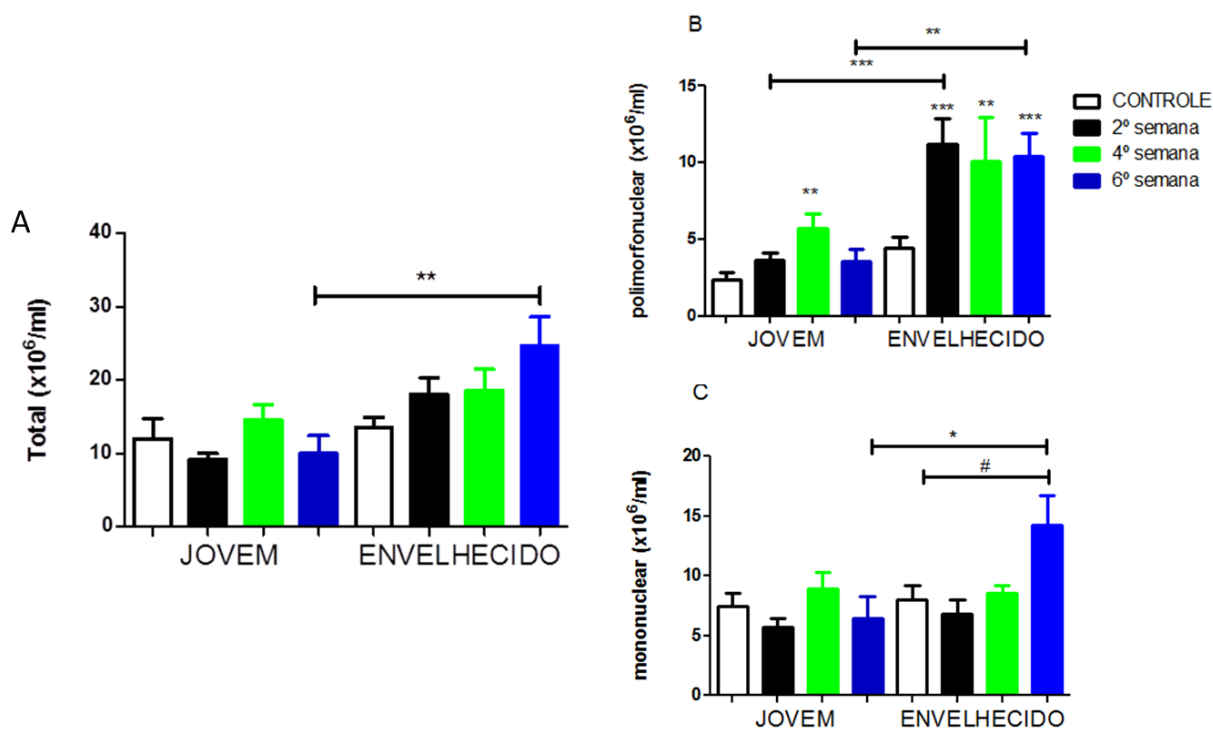 A
Total (x10⁶/ml)
40
30
20
10
0
**
JOVEM
ENVELHECIDO
B
polimorfonuclear (x10⁶/ml)
15
10
5
0
**
***
**
***
**
***
JOVEM
ENVELHECIDO
CONTROLE
2º semana
4º semana
6º semana
C
mononuclear (x10⁶/ml)
20
15
10
5
0
*
#
JOVEM
ENVELHECIDO